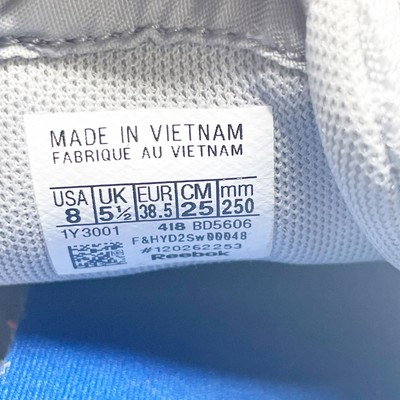 MADE IN VIETNAM
FABRIQUE AU VIETNAM
USA UK EUR CM mm
8 5½ 38.5 25 250
1Y3001 418 BD5606
F&HYD2Sw00048
#120262253
Reebok